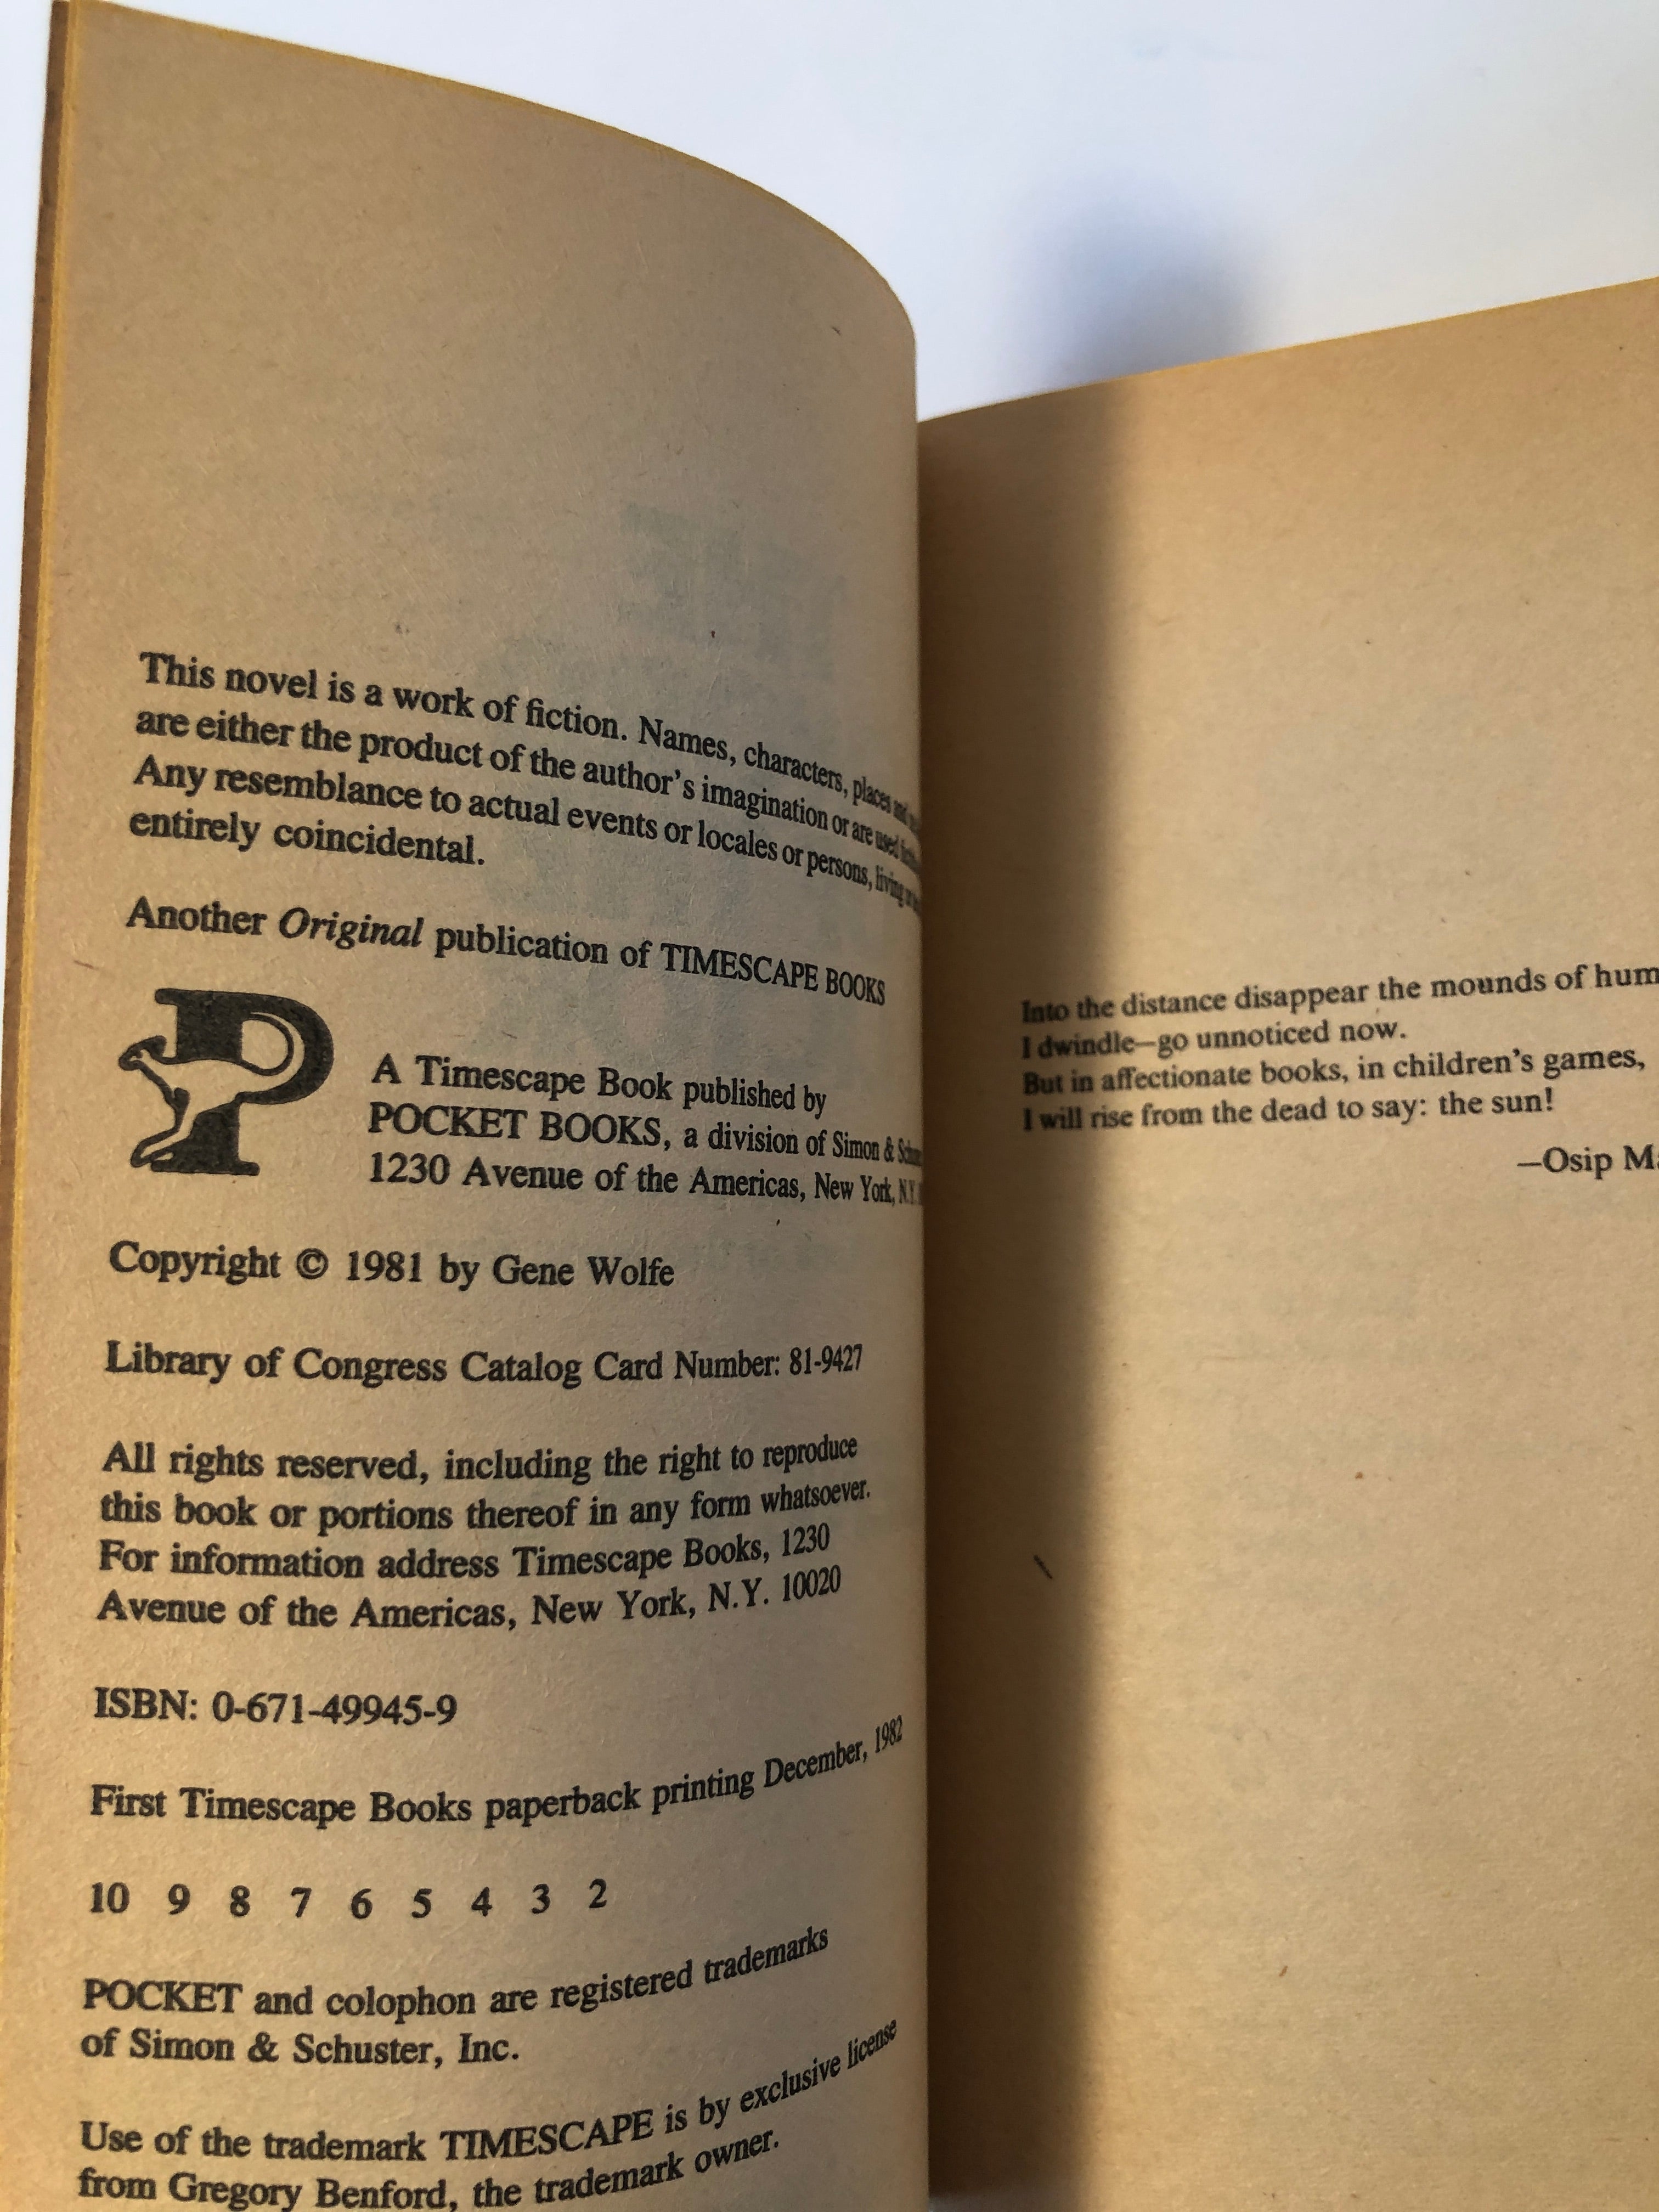 This novel is a work of fiction. Names, characters, places and
are either the product of the author's imagination or are used
Any resemblance to actual events or locales or persons, living or
entirely coincidental.
Another Original publication of TIMESCAPE BOOKS
A Timescape Book published by
POCKET BOOKS, a division of Simon &
1230 Avenue of the Americas, New York, N.Y.
Copyright © 1981 by Gene Wolfe
Library of Congress Catalog Card Number: 81-9427
All rights reserved, including the right to reproduce
this book or portions thereof in any form whatsoever.
For information address Timescape Books, 1230
Avenue of the Americas, New York, N.Y. 10020
ISBN: 0-671-49945-9
First Timescape Books paperback printing December, 1982
10 9 8 7 6 5 4 3 2
POCKET and colophon are registered trademarks
of Simon & Schuster, Inc.
Use of the trademark TIMESCAPE is by exclusive license
from Gregory Benford, the trademark owner.
Into the distance disappear the mounds of hum
I dwindle—go unnoticed now.
But in affectionate books, in children's games,
I will rise from the dead to say: the sun!
—Osip Ma